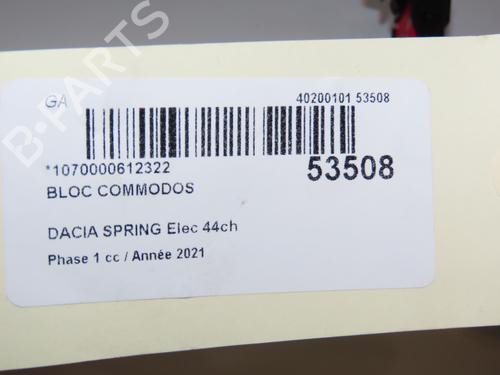 B-PARTS
GA
40200101 53508
*1070000612322
53508
BLOC COMMODOS
DACIA SPRING Elec 44ch
Phase 1 cc / Année 2021